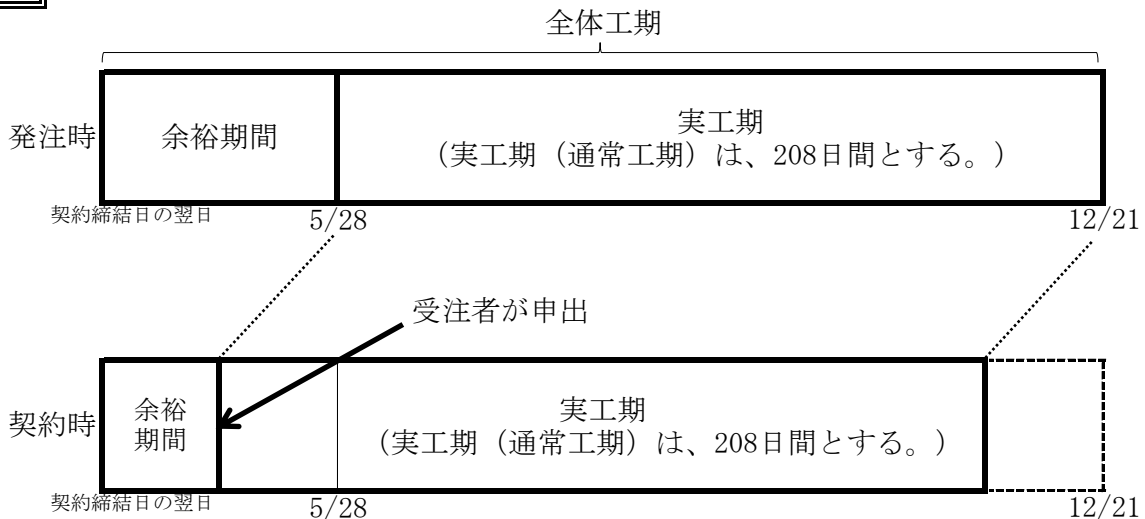 全体工期
発注時
余裕期間
実工期
(実工期（通常工期）は、208日間とする。)
契約締結日の翌日
5/28
12/21
受注者が申出
契約時
余裕
期間
実工期
(実工期（通常工期）は、208日間とする。)
契約締結日の翌日
5/28
12/21